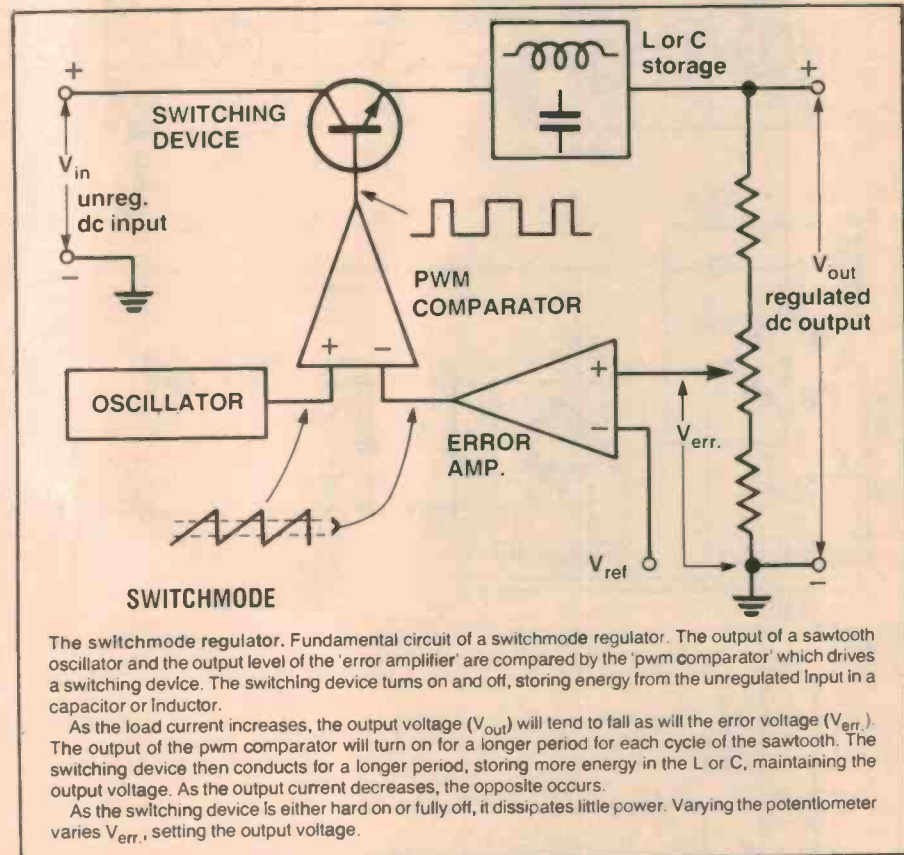 L or C
storage
+
+
SWITCHING
DEVICE
V_in
unreg.
dc input
−
PWM
COMPARATOR
V_out
regulated
dc output
+ −
OSCILLATOR
+
−
ERROR
AMP.
V_err.
V_ref
−
SWITCHMODE
The switchmode regulator. Fundamental circuit of a switchmode regulator. The output of a sawtooth
oscillator and the output level of the 'error amplifier' are compared by the 'pwm comparator' which drives
a switching device. The switching device turns on and off, storing energy from the unregulated input in a
capacitor or inductor.
As the load current increases, the output voltage (V_out) will tend to fall as will the error voltage (V_err.).
The output of the pwm comparator will turn on for a longer period for each cycle of the sawtooth. The
switching device then conducts for a longer period, storing more energy in the L or C, maintaining the
output voltage. As the output current decreases, the opposite occurs.
As the switching device is either hard on or fully off, it dissipates little power. Varying the potentiometer
varies V_err., setting the output voltage.